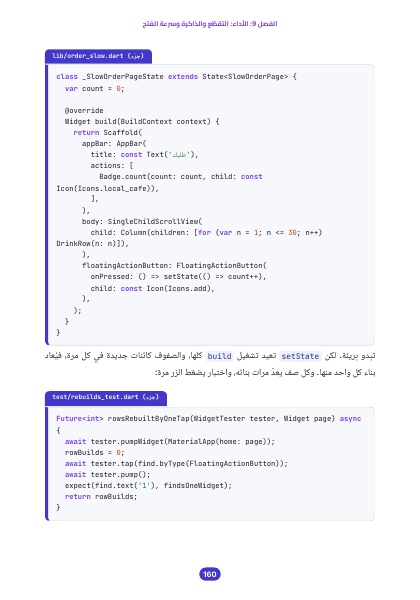 الفصل 9: الأداء: التقطّع والذاكرة وسرعة الفتح
lib/order_slow.dart (جزء)
class _SlowOrderPageState extends State<SlowOrderPage> {
  var count = 0;

  @override
  Widget build(BuildContext context) {
    return Scaffold(
      appBar: AppBar(
        title: const Text('طلبك'),
        actions: [
          Badge.count(count: count, child: const
Icon(Icons.local_cafe)),
        ],
      ),
      body: SingleChildScrollView(
        child: Column(children: [for (var n = 1; n <= 30; n++)
DrinkRow(n: n)]),
      ),
      floatingActionButton: FloatingActionButton(
        onPressed: () => setState(() => count++),
        child: const Icon(Icons.add),
      ),
    );
  }
}
تبدو بريئة. لكن setState تعيد تشغيل build كلها، والصفوف كائنات جديدة في كل مرة، فيُعاد
بناء كل واحد منها. وكل صف يعدّ مرات بنائه، واختبار يضغط الزر مرة:
test/rebuilds_test.dart (جزء)
Future<int> rowsRebuiltByOneTap(WidgetTester tester, Widget page) async
{
  await tester.pumpWidget(MaterialApp(home: page));
  rowBuilds = 0;
  await tester.tap(find.byType(FloatingActionButton));
  await tester.pump();
  expect(find.text('1'), findsOneWidget);
  return rowBuilds;
}
160